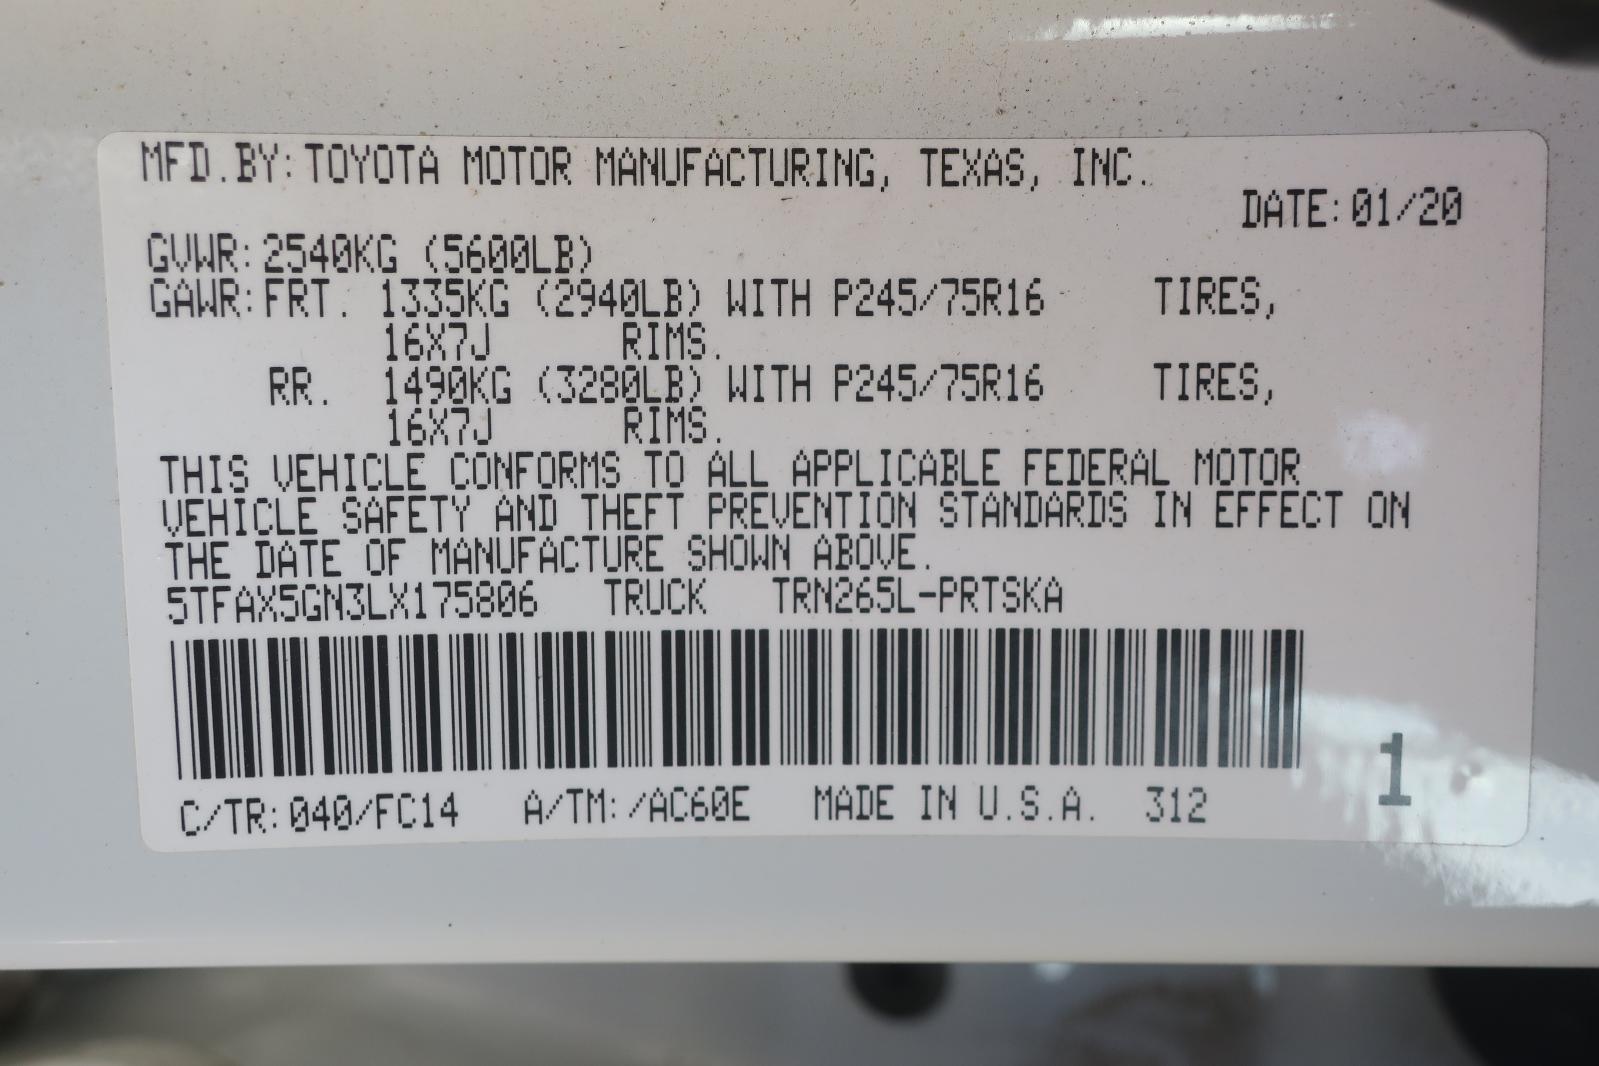 MFD.BY: TOYOTA MOTOR MANUFACTURING, TEXAS, INC.
DATE: 01/20
GVWR: 2540KG (5600LB)
GAWR: FRT. 1335KG (2940LB) WITH P245/75R16 TIRES,
16X7J RIMS.
RR. 1490KG (3280LB) WITH P245/75R16 TIRES,
16X7J RIMS.
THIS VEHICLE CONFORMS TO ALL APPLICABLE FEDERAL MOTOR
VEHICLE SAFETY AND THEFT PREVENTION STANDARDS IN EFFECT ON
THE DATE OF MANUFACTURE SHOWN ABOVE.
5TFAX5GN3LX175806 TRUCK TRN265L-PRTSKA
1
C/TR: 040/FC14 A/TM: /AC60E MADE IN U.S.A. 312